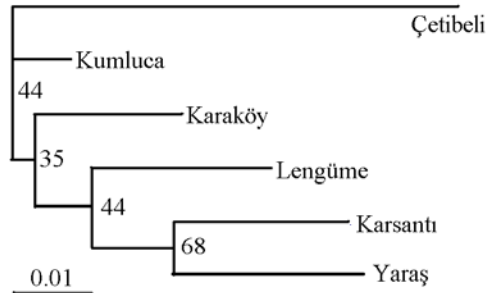 Çetibeli
Kumluca
44
Karaköy
35
Lengüme
44
Karsantı
68
Yaraş
0.01